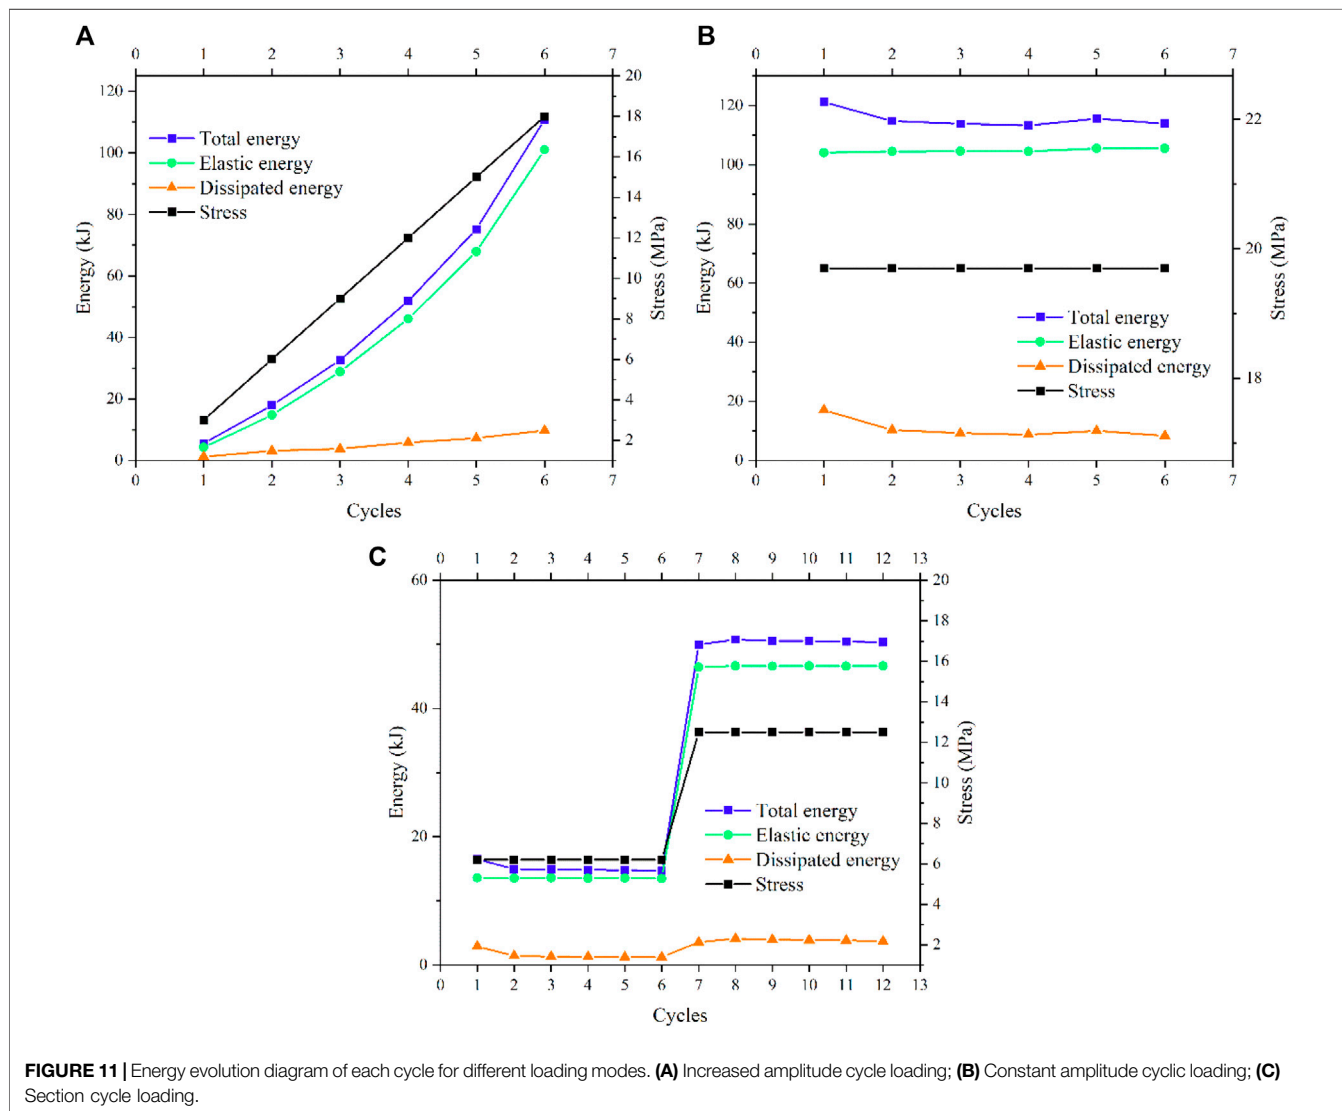 A
0 1 2 3 4 5 6 7
120
100
80
60
40
20
0
Energy (kJ)
Total energy
Elastic energy
Dissipated energy
Stress
20
18
16
14
12
10
8
6
4
2
Stress (MPa)
0 1 2 3 4 5 6 7
Cycles
B
0 1 2 3 4 5 6 7
120
100
80
60
40
20
0
Energy (kJ)
Total energy
Elastic energy
Dissipated energy
Stress
22
20
18
Stress (MPa)
0 1 2 3 4 5 6 7
Cycles
C
0 1 2 3 4 5 6 7 8 9 10 11 12 13
60
40
20
0
Energy (kJ)
Total energy
Elastic energy
Dissipated energy
Stress
20
18
16
14
12
10
8
6
4
2
Stress (MPa)
0 1 2 3 4 5 6 7 8 9 10 11 12 13
Cycles
FIGURE 11 | Energy evolution diagram of each cycle for different loading modes. (A) Increased amplitude cycle loading; (B) Constant amplitude cyclic loading; (C)
Section cycle loading.